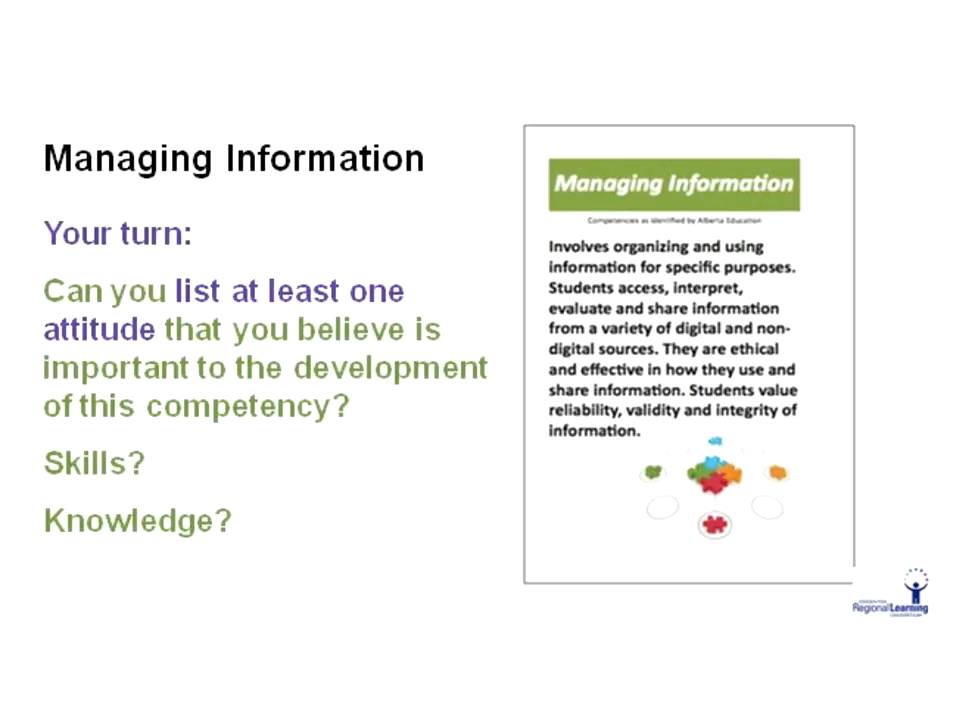 Managing Information
Your turn:
Can you list at least one
attitude that you believe is
important to the development
of this competency?
Skills?
Knowledge?
Managing Information
Competencies as identified by Alberta Education
Involves organizing and using
information for specific purposes.
Students access, interpret,
evaluate and share information
from a variety of digital and non-
digital sources. They are ethical
and effective in how they use and
share information. Students value
reliability, validity and integrity of
information.
RegionalLearning